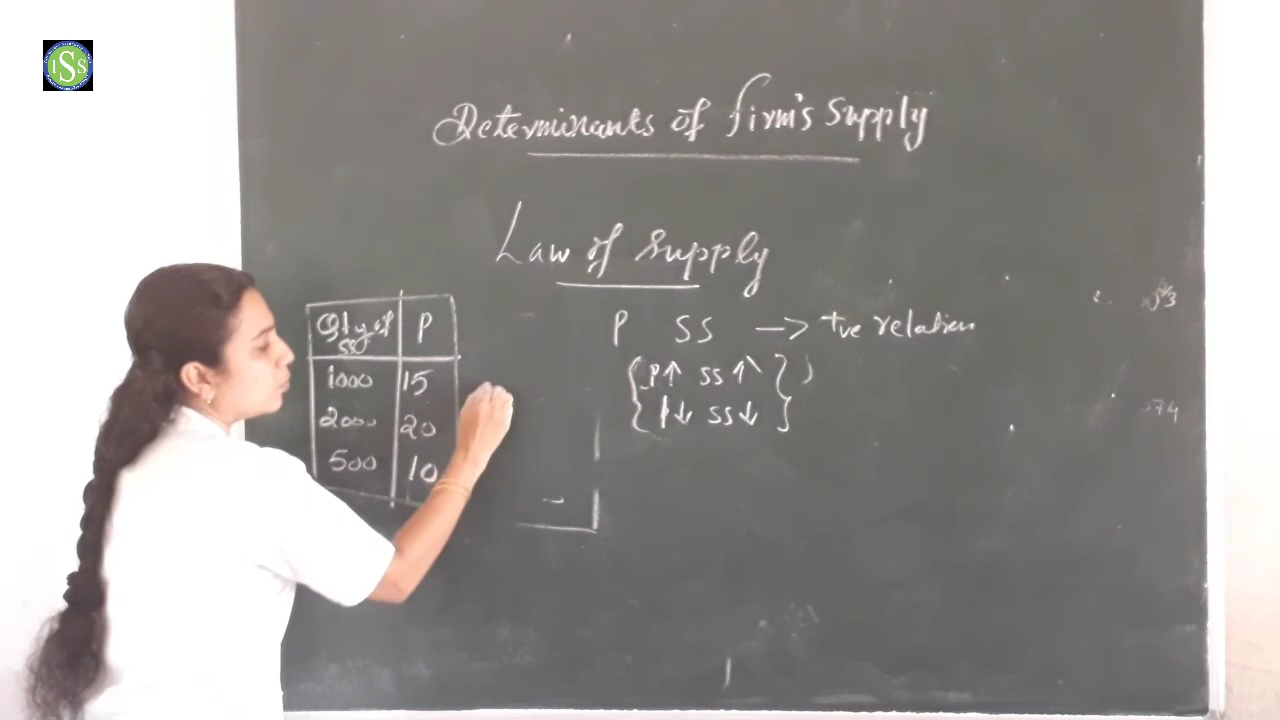 ISS
Determinants of firm's supply
Law of supply
Qty of ss P
1000 15
2000 20
500 10
P SS → +ve relation
{P↑ SS↑}
{P↓ SS↓}